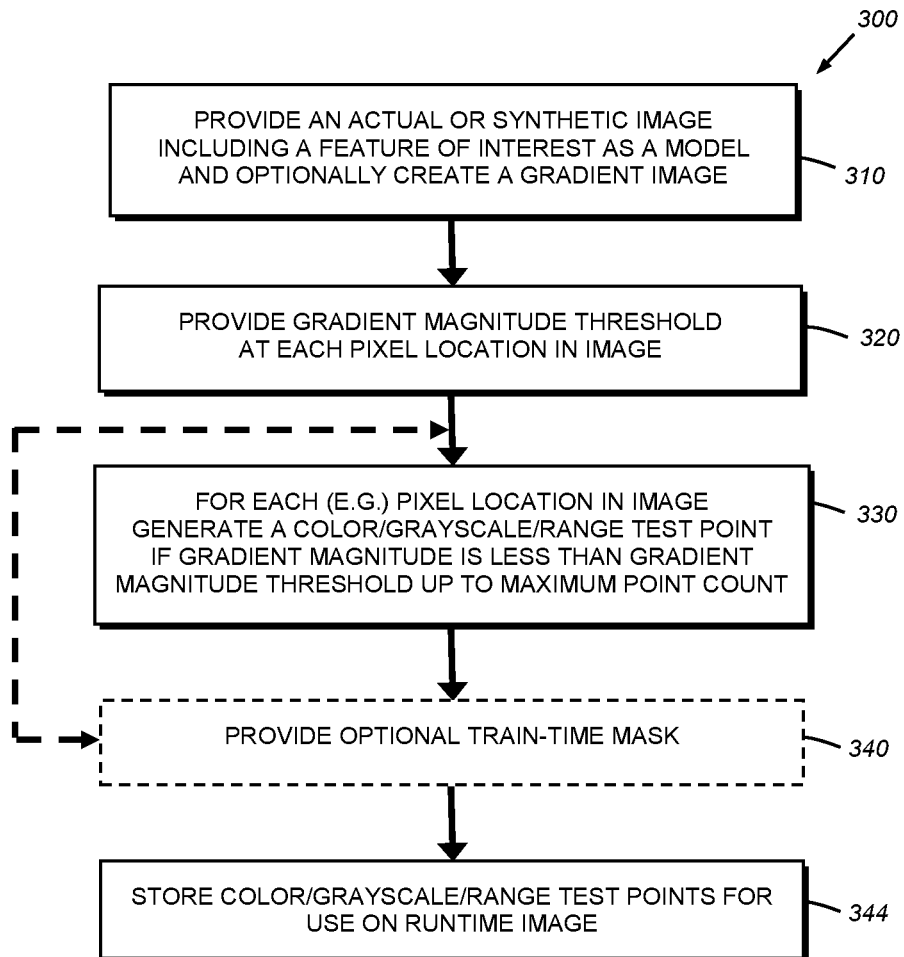 300
PROVIDE AN ACTUAL OR SYNTHETIC IMAGE
INCLUDING A FEATURE OF INTEREST AS A MODEL
AND OPTIONALLY CREATE A GRADIENT IMAGE
310
PROVIDE GRADIENT MAGNITUDE THRESHOLD
AT EACH PIXEL LOCATION IN IMAGE
320
FOR EACH (E.G.) PIXEL LOCATION IN IMAGE
GENERATE A COLOR/GRAYSCALE/RANGE TEST POINT
IF GRADIENT MAGNITUDE IS LESS THAN GRADIENT
MAGNITUDE THRESHOLD UP TO MAXIMUM POINT COUNT
330
PROVIDE OPTIONAL TRAIN-TIME MASK
340
STORE COLOR/GRAYSCALE/RANGE TEST POINTS FOR
USE ON RUNTIME IMAGE
344